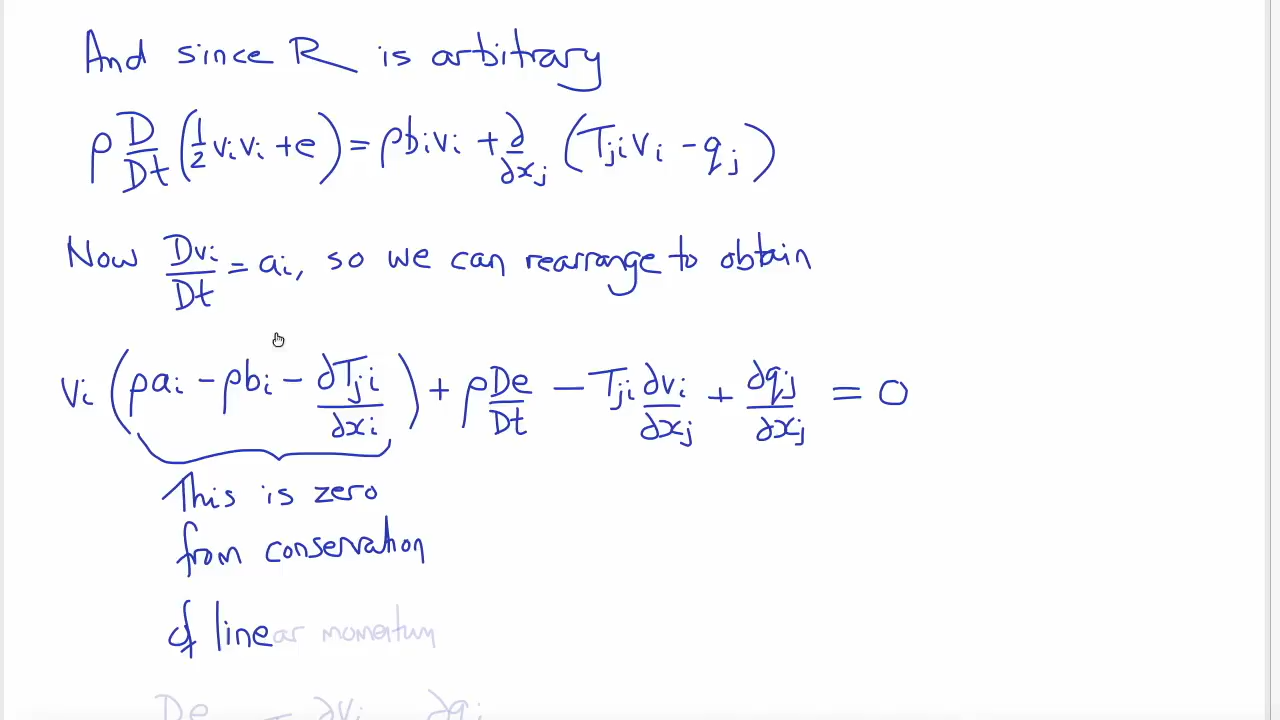 And since R is arbitrary
ρ D/Dt (1/2 vᵢvᵢ + e) = ρbᵢvᵢ + ∂/∂xⱼ (Tⱼᵢvᵢ − qⱼ)
Now Dvᵢ/Dt = aᵢ, so we can rearrange to obtain
vᵢ (ρaᵢ − ρbᵢ − ∂Tⱼᵢ/∂xᵢ) + ρ De/Dt − Tⱼᵢ ∂vᵢ/∂xⱼ + ∂qⱼ/∂xⱼ = 0
This is zero
from conservation
of linear momentum